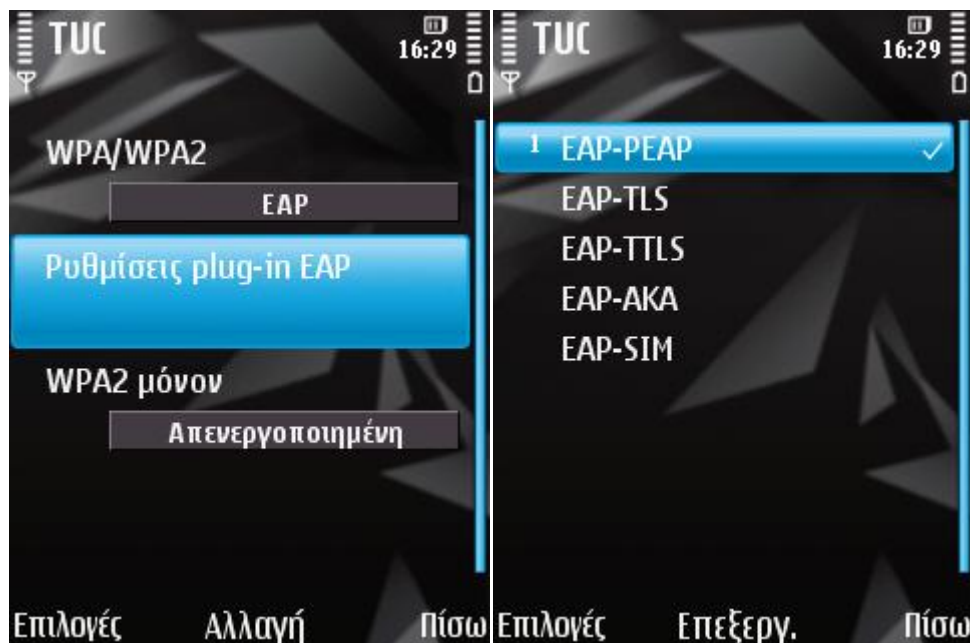 TUC
16:29
WPA/WPA2
EAP
Ρυθμίσεις plug-in EAP
WPA2 μόνον
Απενεργοποιημένη
Επιλογές Αλλαγή Πίσω
TUC
16:29
1 EAP-PEAP
EAP-TLS
EAP-TTLS
EAP-AKA
EAP-SIM
Επιλογές Επεξεργ. Πίσω